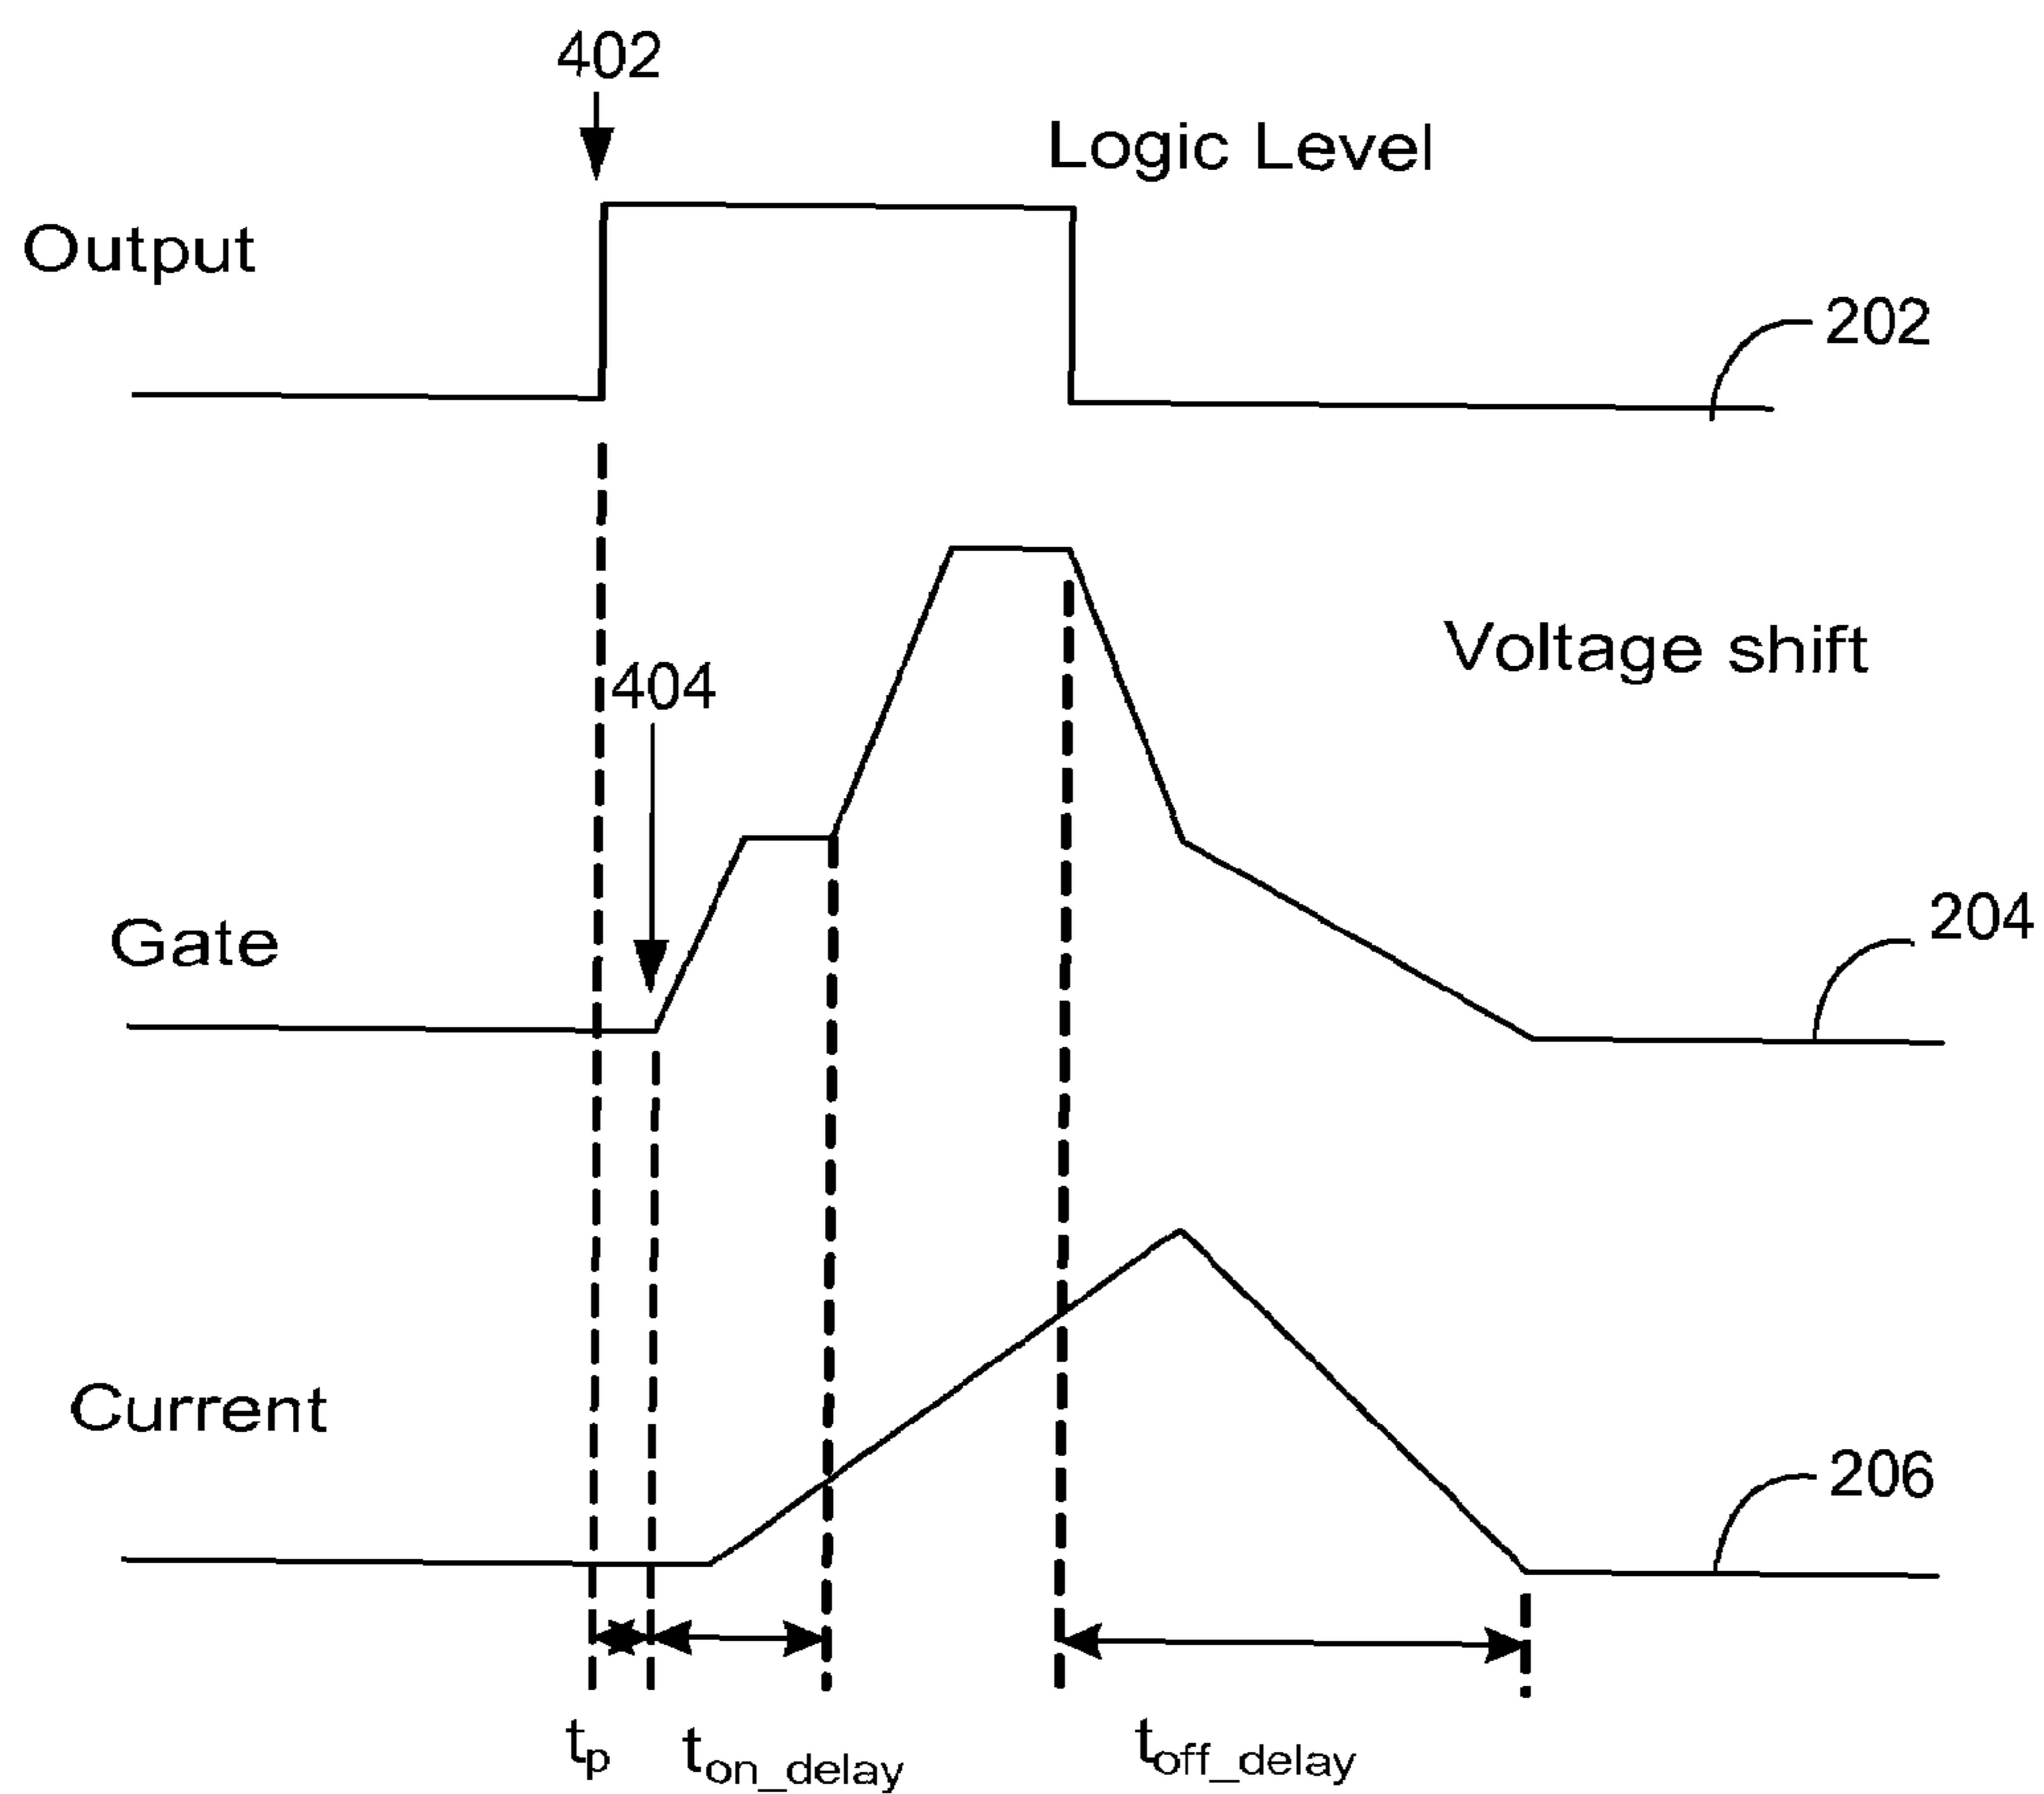 402
Logic Level
Output
202
Voltage shift
404
204
Gate
Current
206
tp
ton_delay
toff_delay